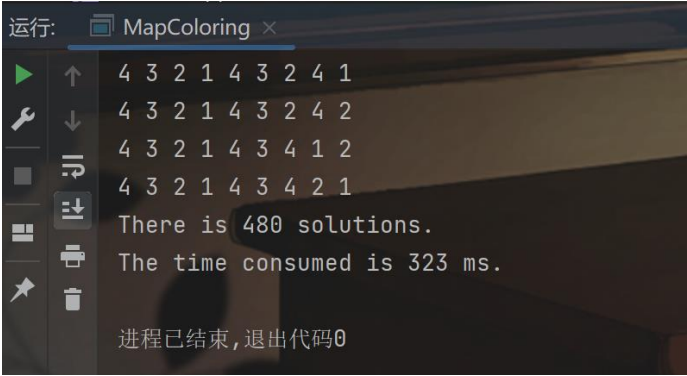 运行:
MapColoring
4 3 2 1 4 3 2 4 1
4 3 2 1 4 3 2 4 2
4 3 2 1 4 3 4 1 2
4 3 2 1 4 3 4 2 1
There is 480 solutions.
The time consumed is 323 ms.
进程已结束,退出代码0